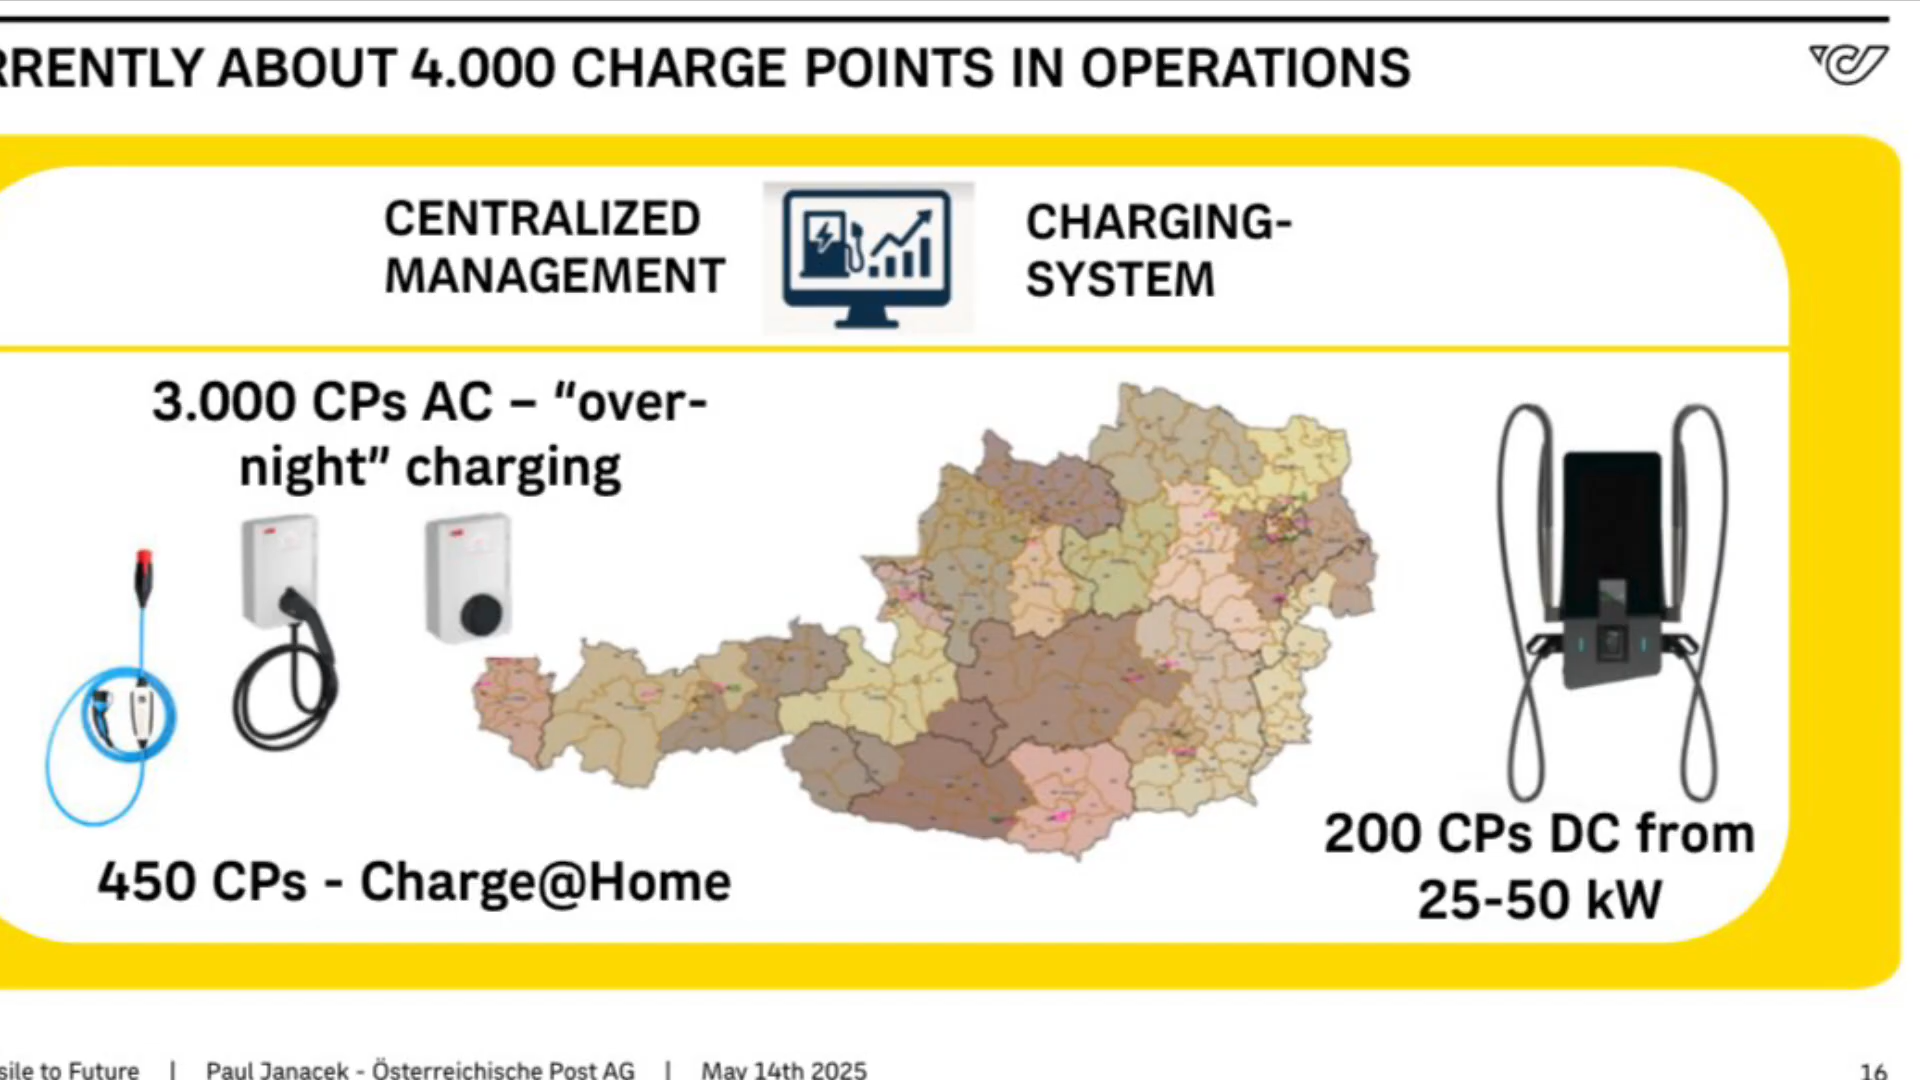 RRENTLY ABOUT 4.000 CHARGE POINTS IN OPERATIONS
CENTRALIZED
MANAGEMENT
CHARGING-
SYSTEM
3.000 CPs AC – “over-
night” charging
450 CPs - Charge@Home
200 CPs DC from
25-50 kW
sile to Future | Paul Janacek - Österreichische Post AG | May 14th 2025
16